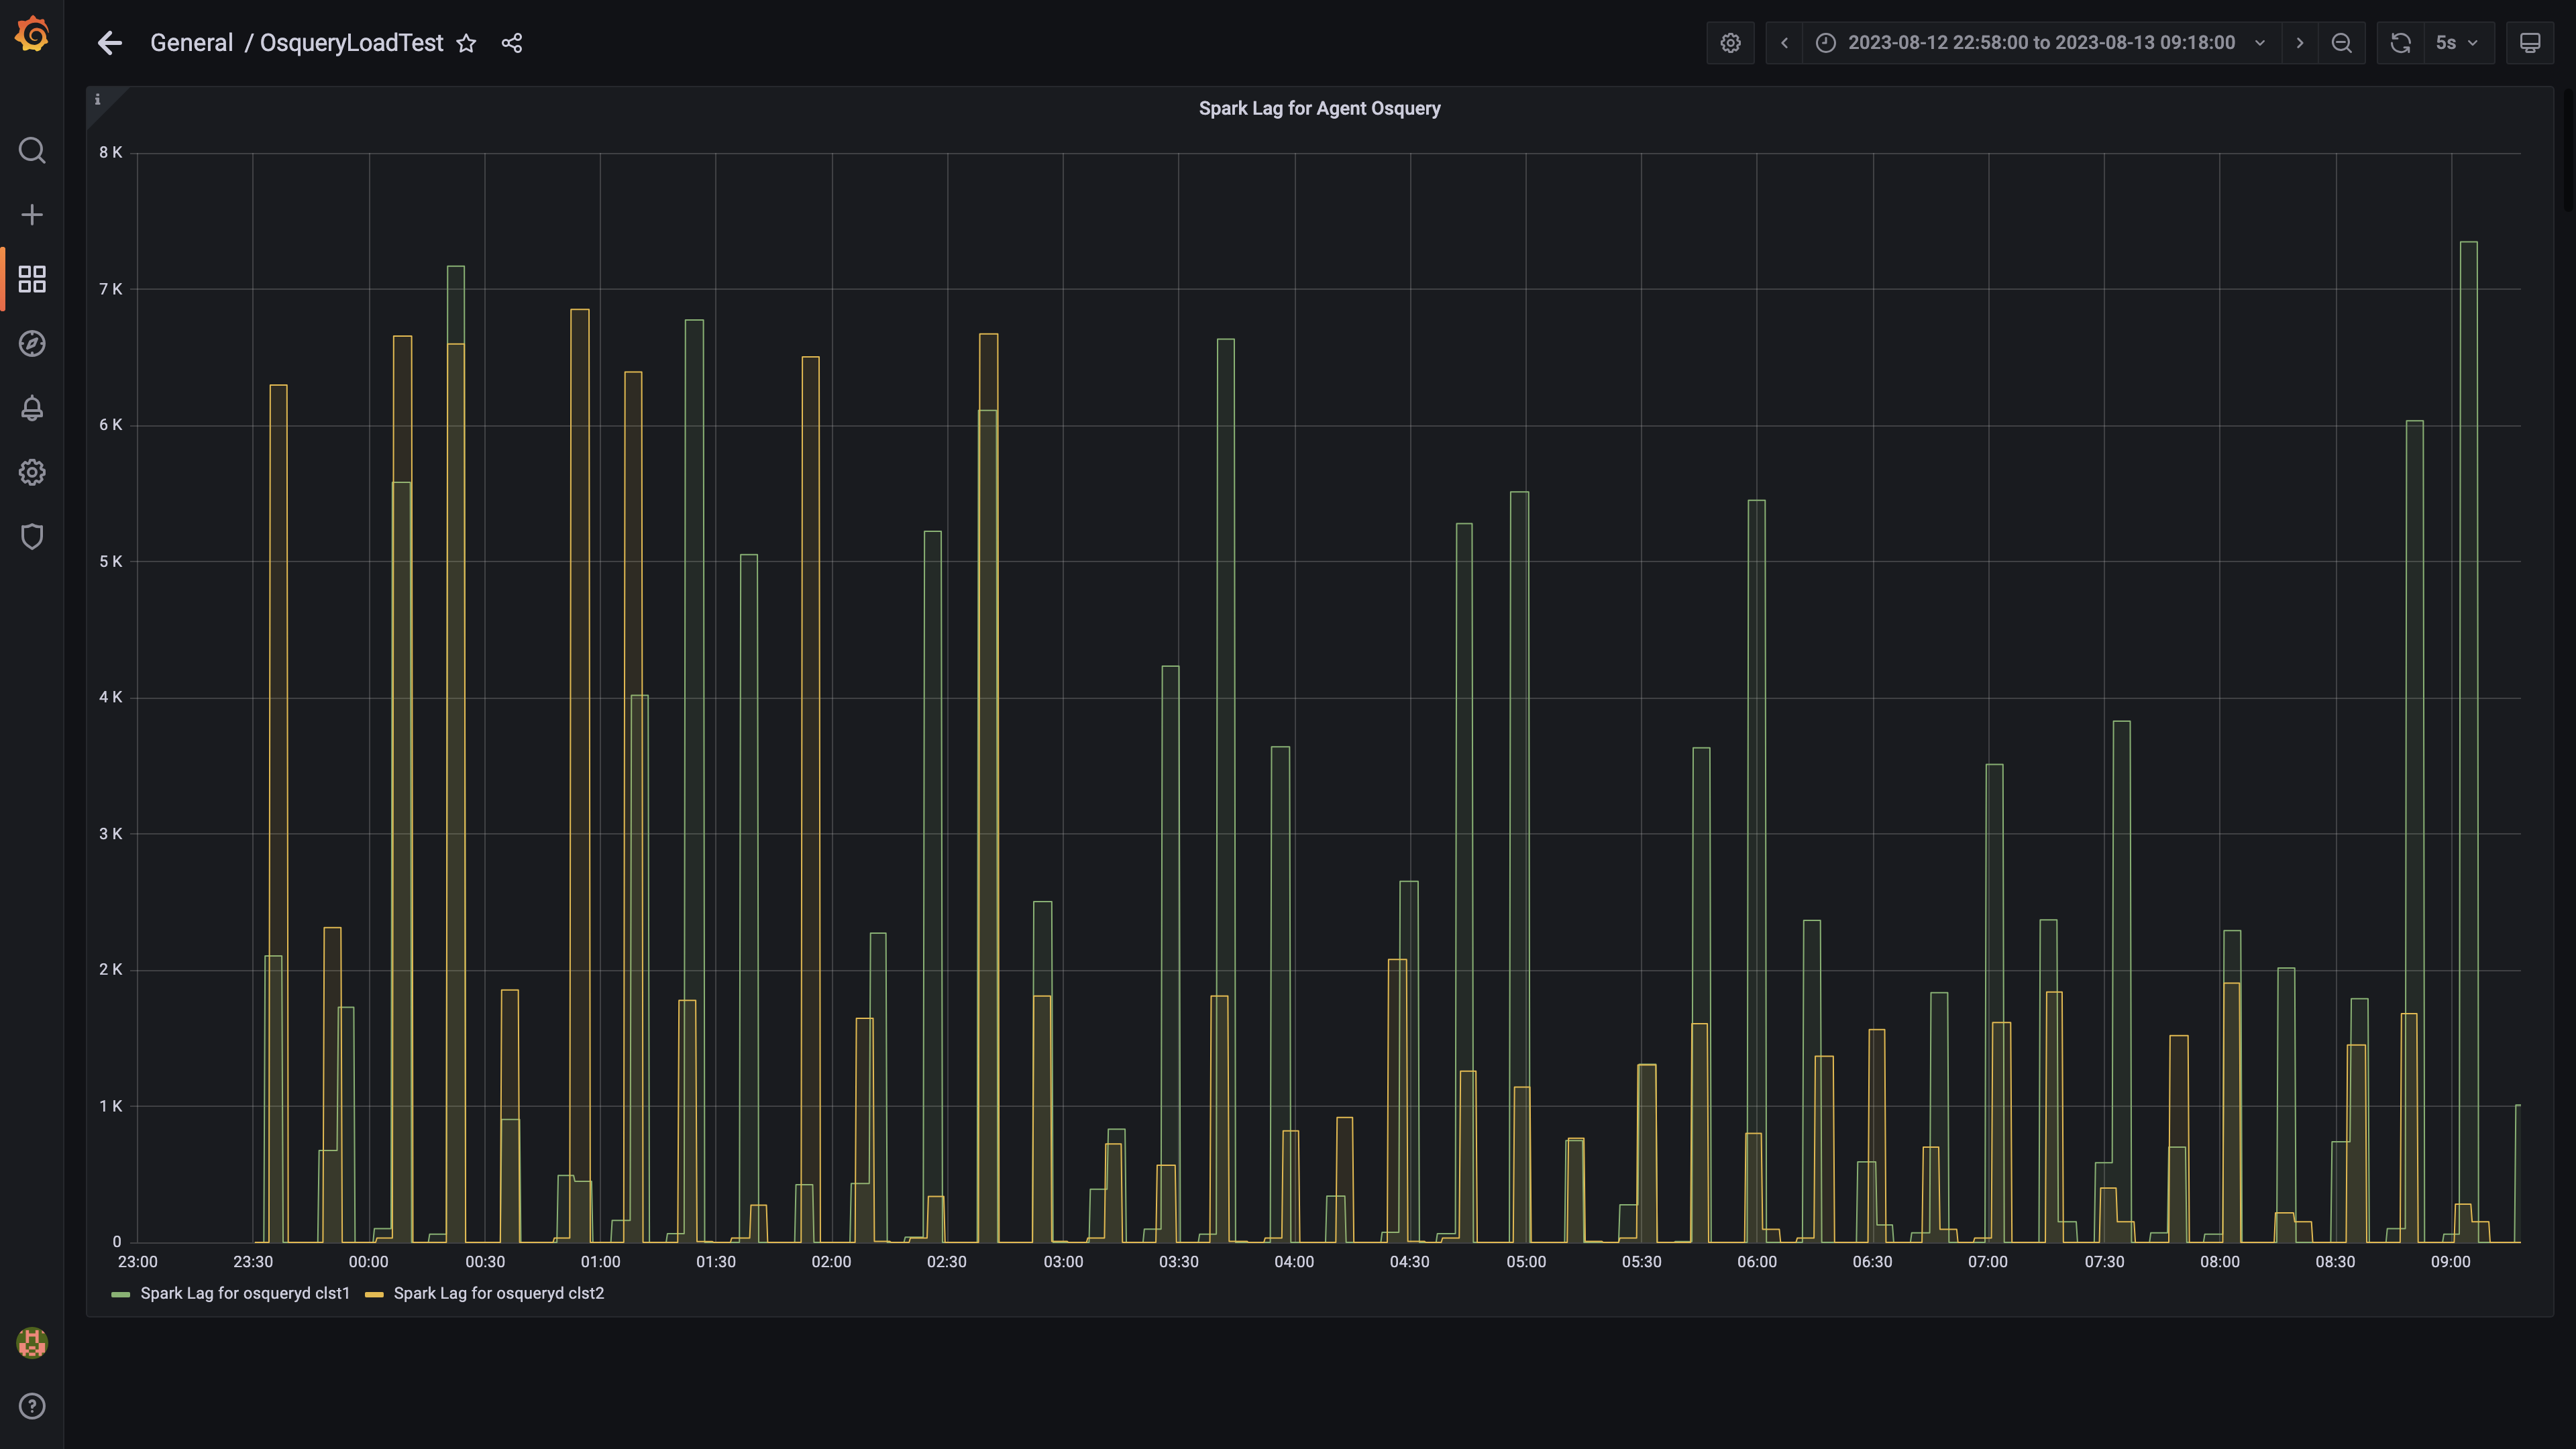 General / OsqueryLoadTest
2023-08-12 22:58:00 to 2023-08-13 09:18:00
5s
i
Spark Lag for Agent Osquery
8 K
7 K
6 K
5 K
4 K
3 K
2 K
1 K
0
23:00 23:30 00:00 00:30 01:00 01:30 02:00 02:30 03:00 03:30 04:00 04:30 05:00 05:30 06:00 06:30 07:00 07:30 08:00 08:30 09:00
Spark Lag for osqueryd clst1 Spark Lag for osqueryd clst2